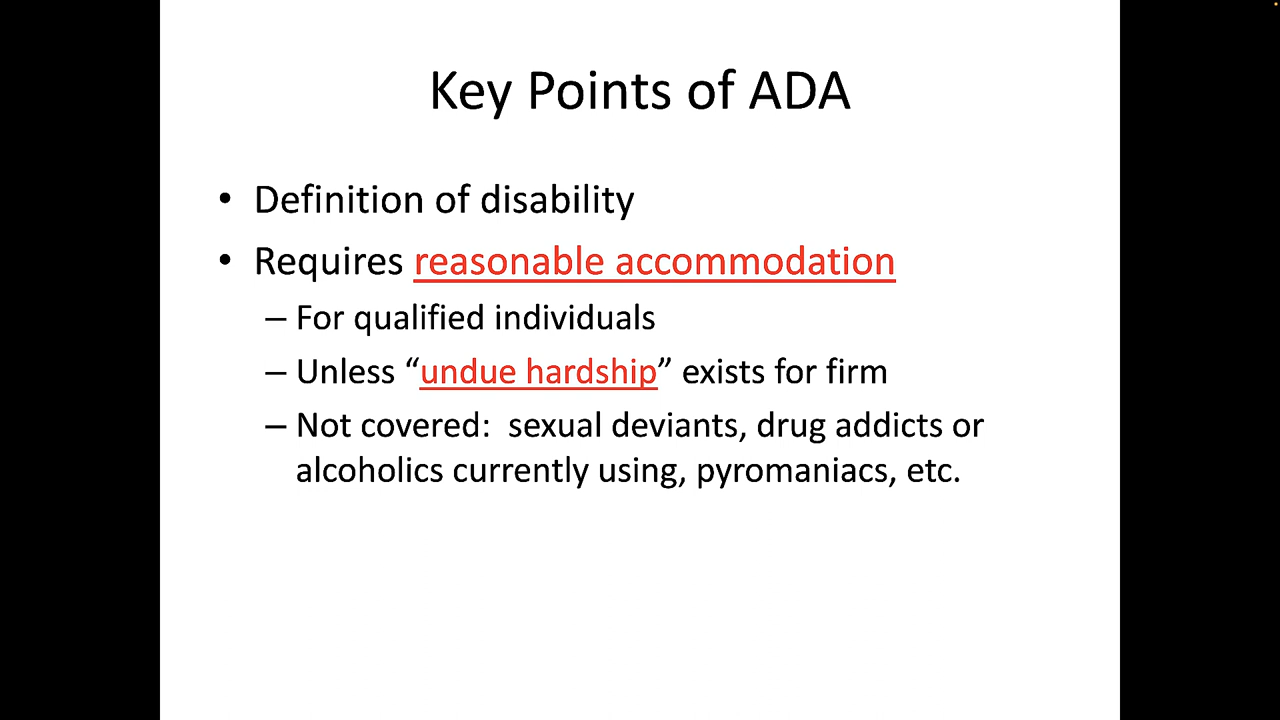 Key Points of ADA
• Definition of disability
• Requires reasonable accommodation
– For qualified individuals
– Unless “undue hardship” exists for firm
– Not covered:  sexual deviants, drug addicts or
alcoholics currently using, pyromaniacs, etc.